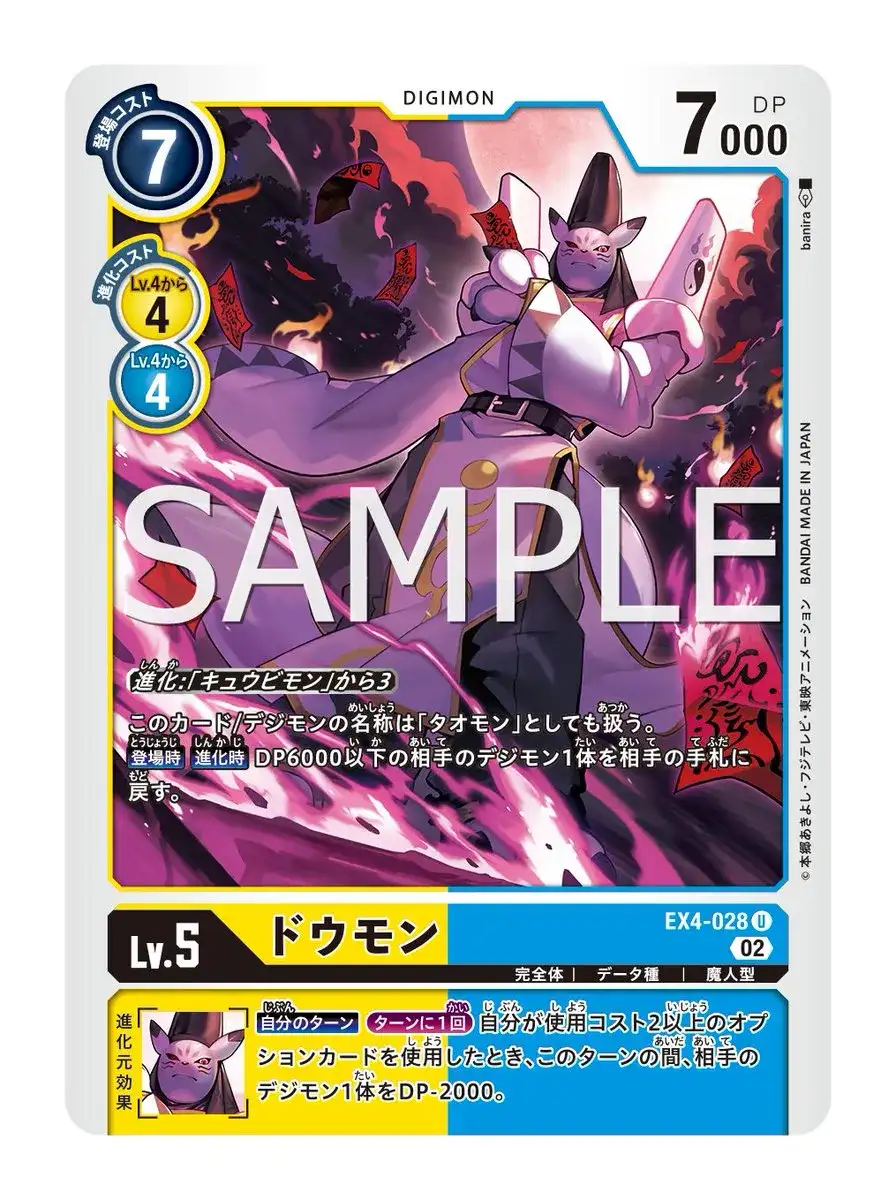 DIGIMON
登場コスト
7
7000
DP
進化コスト
Lv.4から
4
Lv.4から
4
banira
SAMPLE
進化:「キュウビモン」から3
このカード/デジモンの名称は「タオモン」としても扱う。
登場時 進化時 DP6000以下の相手のデジモン1体を相手の手札に
戻す。
©本郷あきよし・フジテレビ・東映アニメーション BANDAI MADE IN JAPAN
Lv.5
ドウモン
EX4-028 U
02
完全体 | データ種 | 魔人型
進化元効果
自分のターン ターンに1回 自分が使用コスト2以上のオプ
ションカードを使用したとき、このターンの間、相手の
デジモン1体をDP-2000。